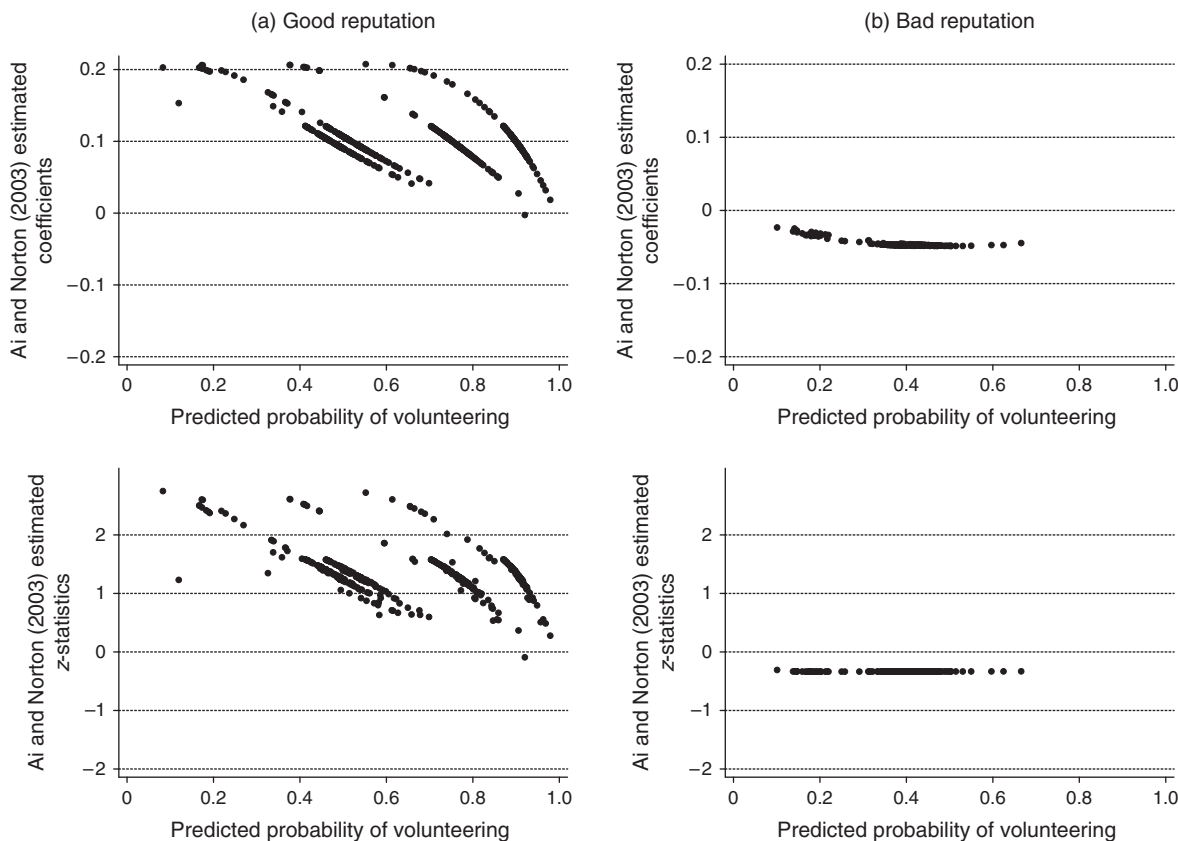 (a) Good reputation
(b) Bad reputation
Ai and Norton (2003) estimated
coefficients
0.2
0.1
0
−0.1
−0.2
0 0.2 0.4 0.6 0.8 1.0
Predicted probability of volunteering
Ai and Norton (2003) estimated
coefficients
0.2
0.1
0
−0.1
−0.2
0 0.2 0.4 0.6 0.8 1.0
Predicted probability of volunteering
Ai and Norton (2003) estimated
z-statistics
2
1
0
−1
−2
0 0.2 0.4 0.6 0.8 1.0
Predicted probability of volunteering
Ai and Norton (2003) estimated
z-statistics
2
1
0
−1
−2
0 0.2 0.4 0.6 0.8 1.0
Predicted probability of volunteering